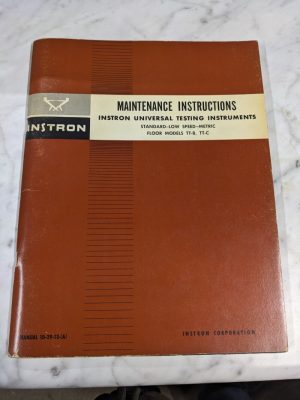 MAINTENANCE INSTRUCTIONS
INSTRON UNIVERSAL TESTING INSTRUMENTS
STANDARD–LOW SPEED–METRIC
FLOOR MODELS TT-B, TT-C
INSTRON
INSTRON CORPORATION